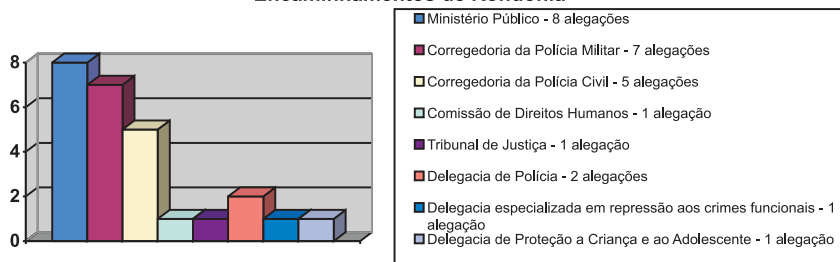 Encaminhamentos de Rondônia
8
6
4
2
0
Ministério Público - 8 alegações
Corregedoria da Polícia Militar - 7 alegações
Corregedoria da Polícia Civil - 5 alegações
Comissão de Direitos Humanos - 1 alegação
Tribunal de Justiça - 1 alegação
Delegacia de Polícia - 2 alegações
Delegacia especializada em repressão aos crimes funcionais - 1
alegação
Delegacia de Proteção a Criança e ao Adolescente - 1 alegação